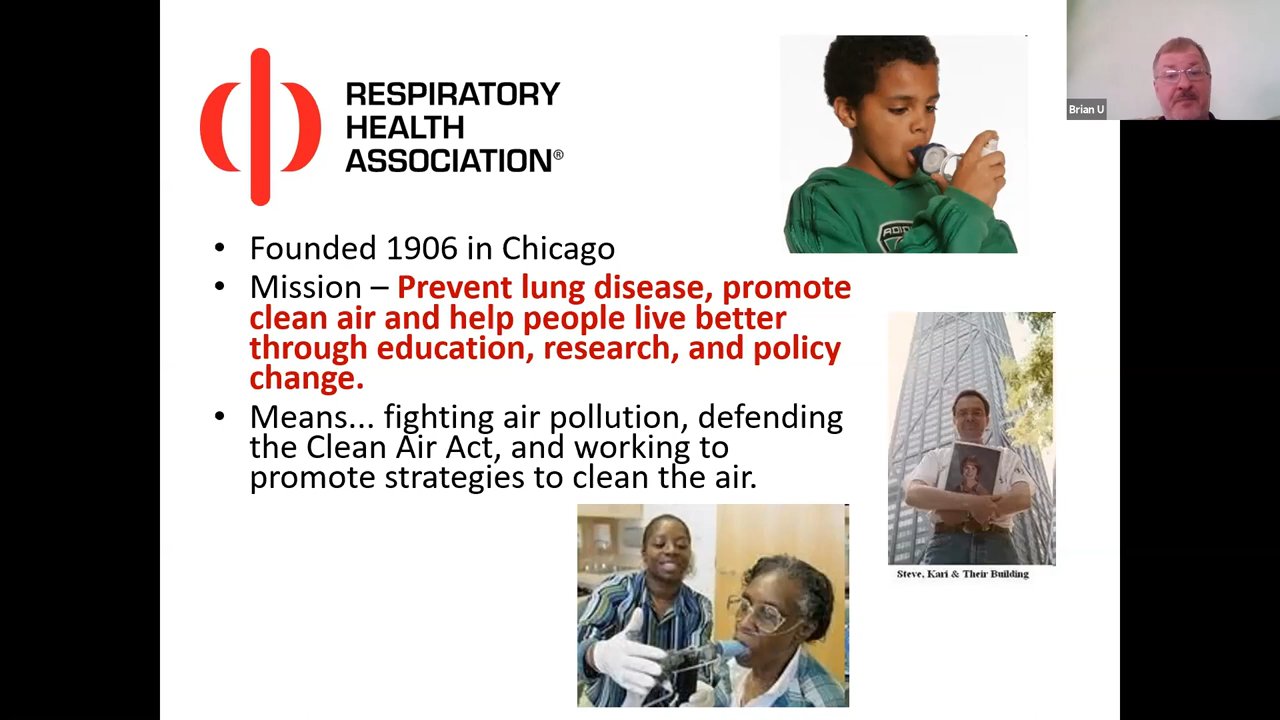 RESPIRATORY
HEALTH
ASSOCIATION®
Brian U
• Founded 1906 in Chicago
• Mission – Prevent lung disease, promote
clean air and help people live better
through education, research, and policy
change.
• Means... fighting air pollution, defending
the Clean Air Act, and working to
promote strategies to clean the air.
Steve, Kari & Their Building